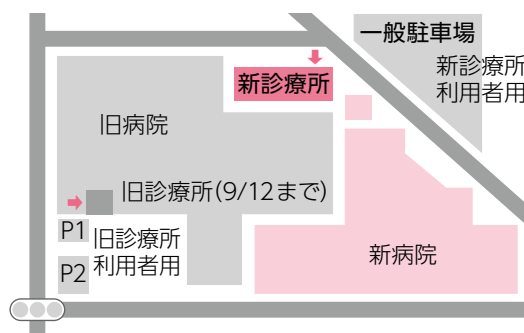 一般駐車場
新診療所
利用者用
新診療所
旧病院
旧診療所(9/12まで)
P1
旧診療所
利用者用
P2
新病院